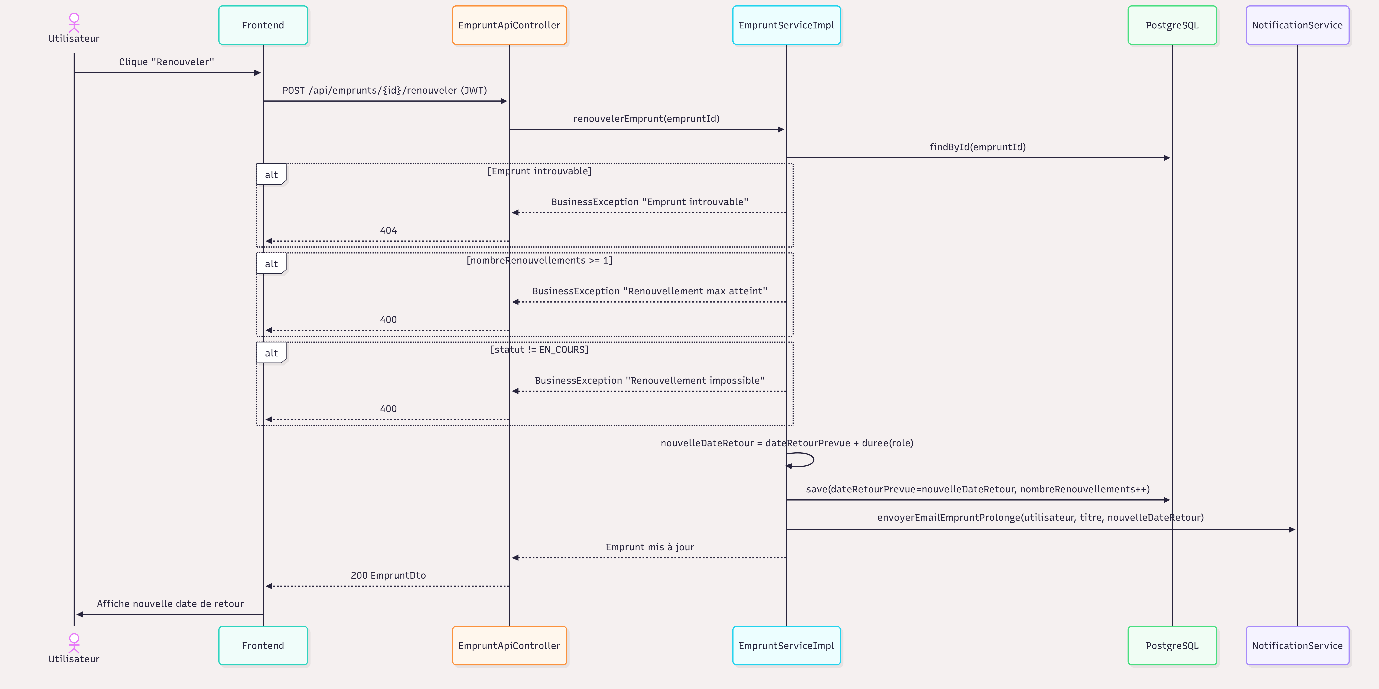 Utilisateur
Frontend
EmpruntApiController
EmpruntServiceImpl
PostgreSQL
NotificationService
Clique "Renouveler"
POST /api/emprunts/{id}/renouveler (JWT)
renouvelerEmprunt(empruntId)
findById(empruntId)
alt
[Emprunt introuvable]
BusinessException "Emprunt introuvable"
404
alt
[nombreRenouvellements >= 1]
BusinessException "Renouvellement max atteint"
400
alt
[statut != EN_COURS]
BusinessException "Renouvellement impossible"
400
nouvelleDateRetour = dateRetourPrevue + duree(role)
save(dateRetourPrevue=nouvelleDateRetour, nombreRenouvellements++)
envoyerEmailEmpruntProlonge(utilisateur, titre, nouvelleDateRetour)
Emprunt mis à jour
200 EmpruntDto
Affiche nouvelle date de retour
Utilisateur
Frontend
EmpruntApiController
EmpruntServiceImpl
PostgreSQL
NotificationService